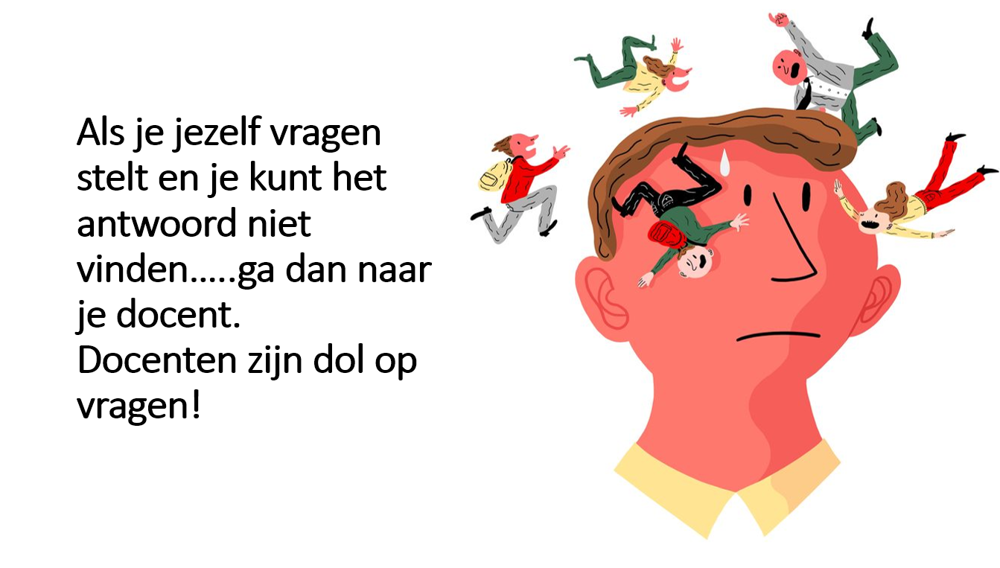 Als je jezelf vragen
stelt en je kunt het
antwoord niet
vinden…..ga dan naar
je docent.
Docenten zijn dol op
vragen!